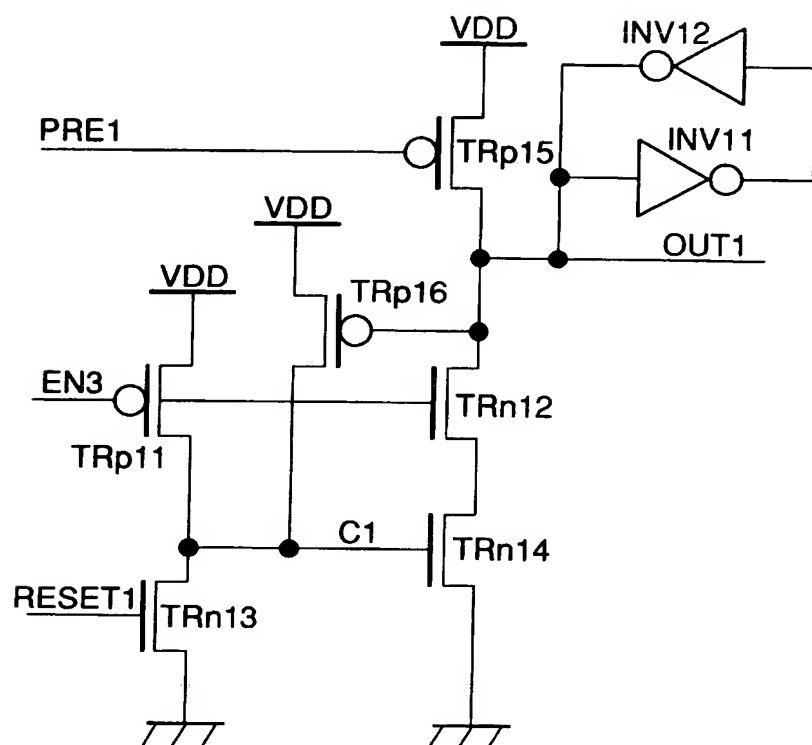 VDD
INV12
PRE1
TRp15
INV11
VDD
OUT1
VDD
TRp16
EN3
TRn12
TRp11
C1
TRn14
RESET1
TRn13